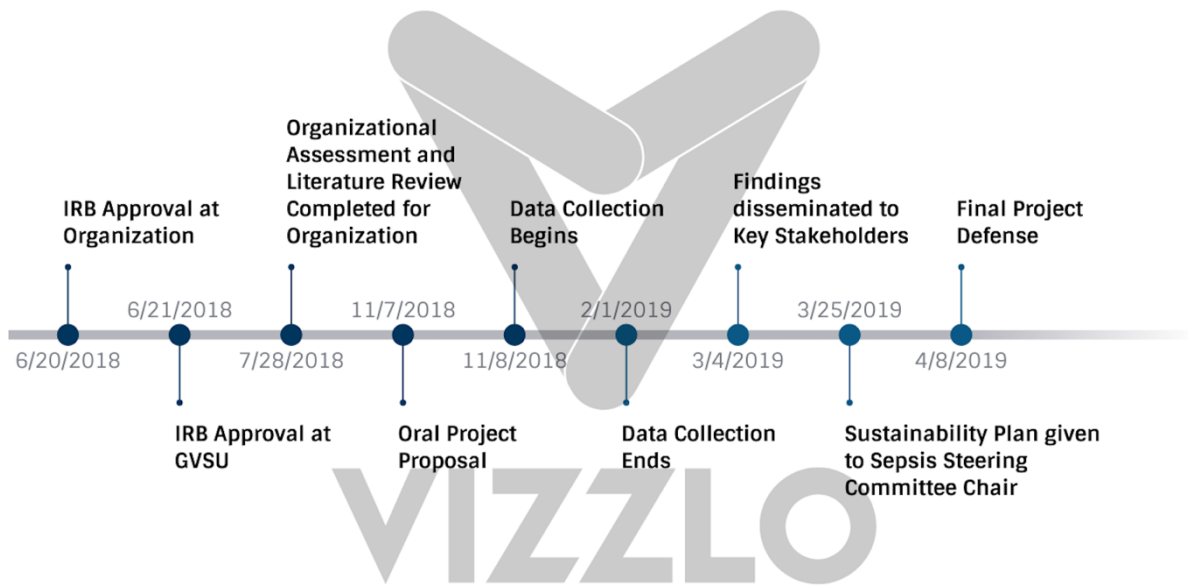 Organizational
Assessment and
Literature Review
Completed for
Organization
IRB Approval at
Organization
Data Collection
Begins
Findings
disseminated to
Key Stakeholders
Final Project
Defense
6/21/2018
11/7/2018
2/1/2019
3/25/2019
6/20/2018
7/28/2018
11/8/2018
3/4/2019
4/8/2019
IRB Approval at
GVSU
Oral Project
Proposal
Data Collection
Ends
Sustainability Plan given
to Sepsis Steering
Committee Chair
VIZZLO